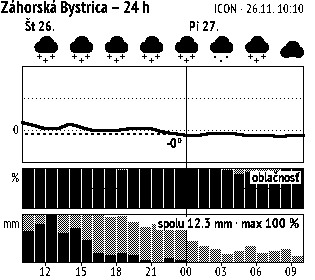 Záhorská Bystrica – 24 h
ICON · 26.11. 10:10
Št 26.
Pi 27.
0
-0°
%
oblačnosť
mm
spolu 12.3 mm · max 100 %
12 15 18 21 00 03 06 09